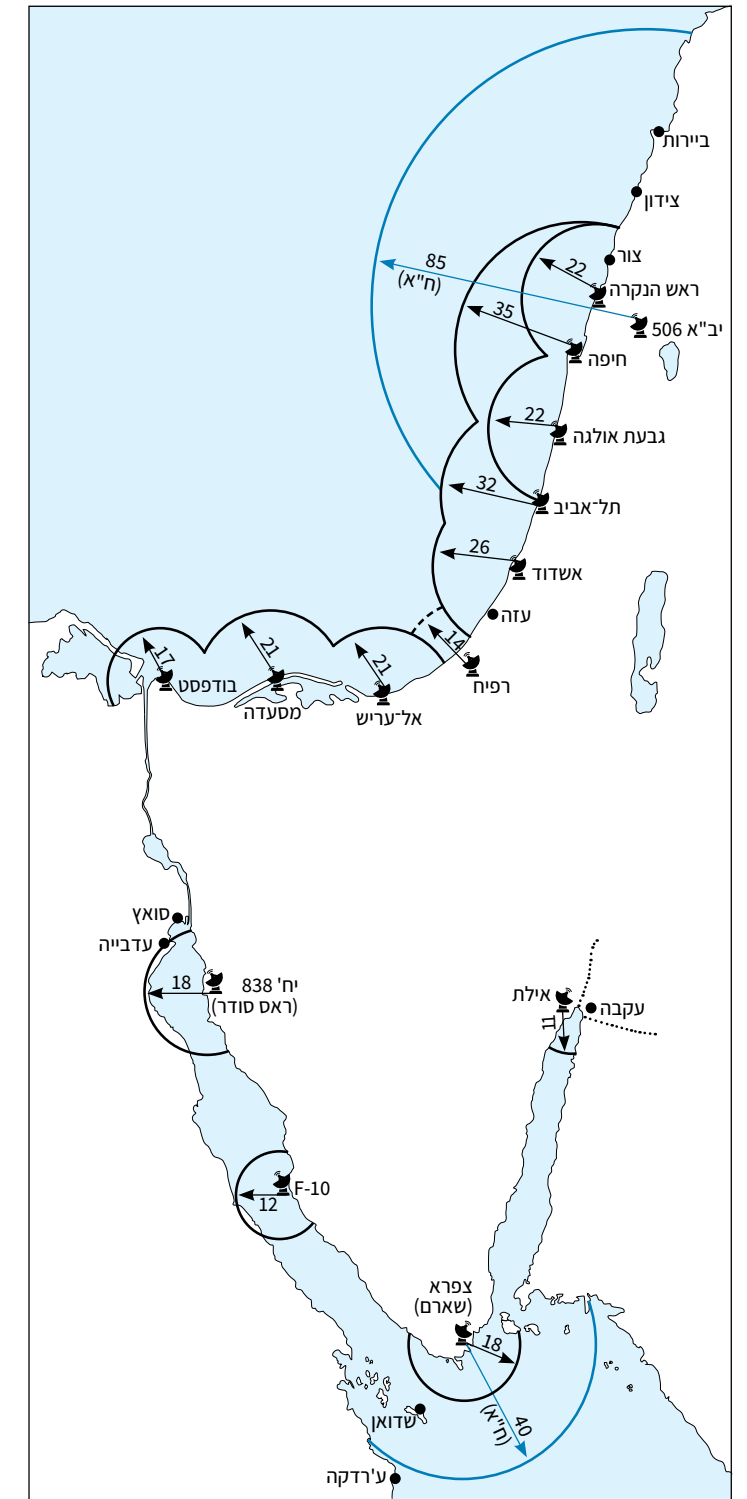 ביירות
צידון
צור
85
(ח"א)
22
ראש הנקרה
35
יב"א 506
חיפה
22
גבעת אולגה
32
תל־אביב
26
אשדוד
עזה
14
רפיח
21
אל־עריש
21
מסעדה
17
בודפסט
סואץ
עדבייה
18
יח' 838
(ראס סודר)
אילת
עקבה
11
F-10
12
צפרא
(שארם)
18
40
(ח"א)
שדואן
ע'רדקה